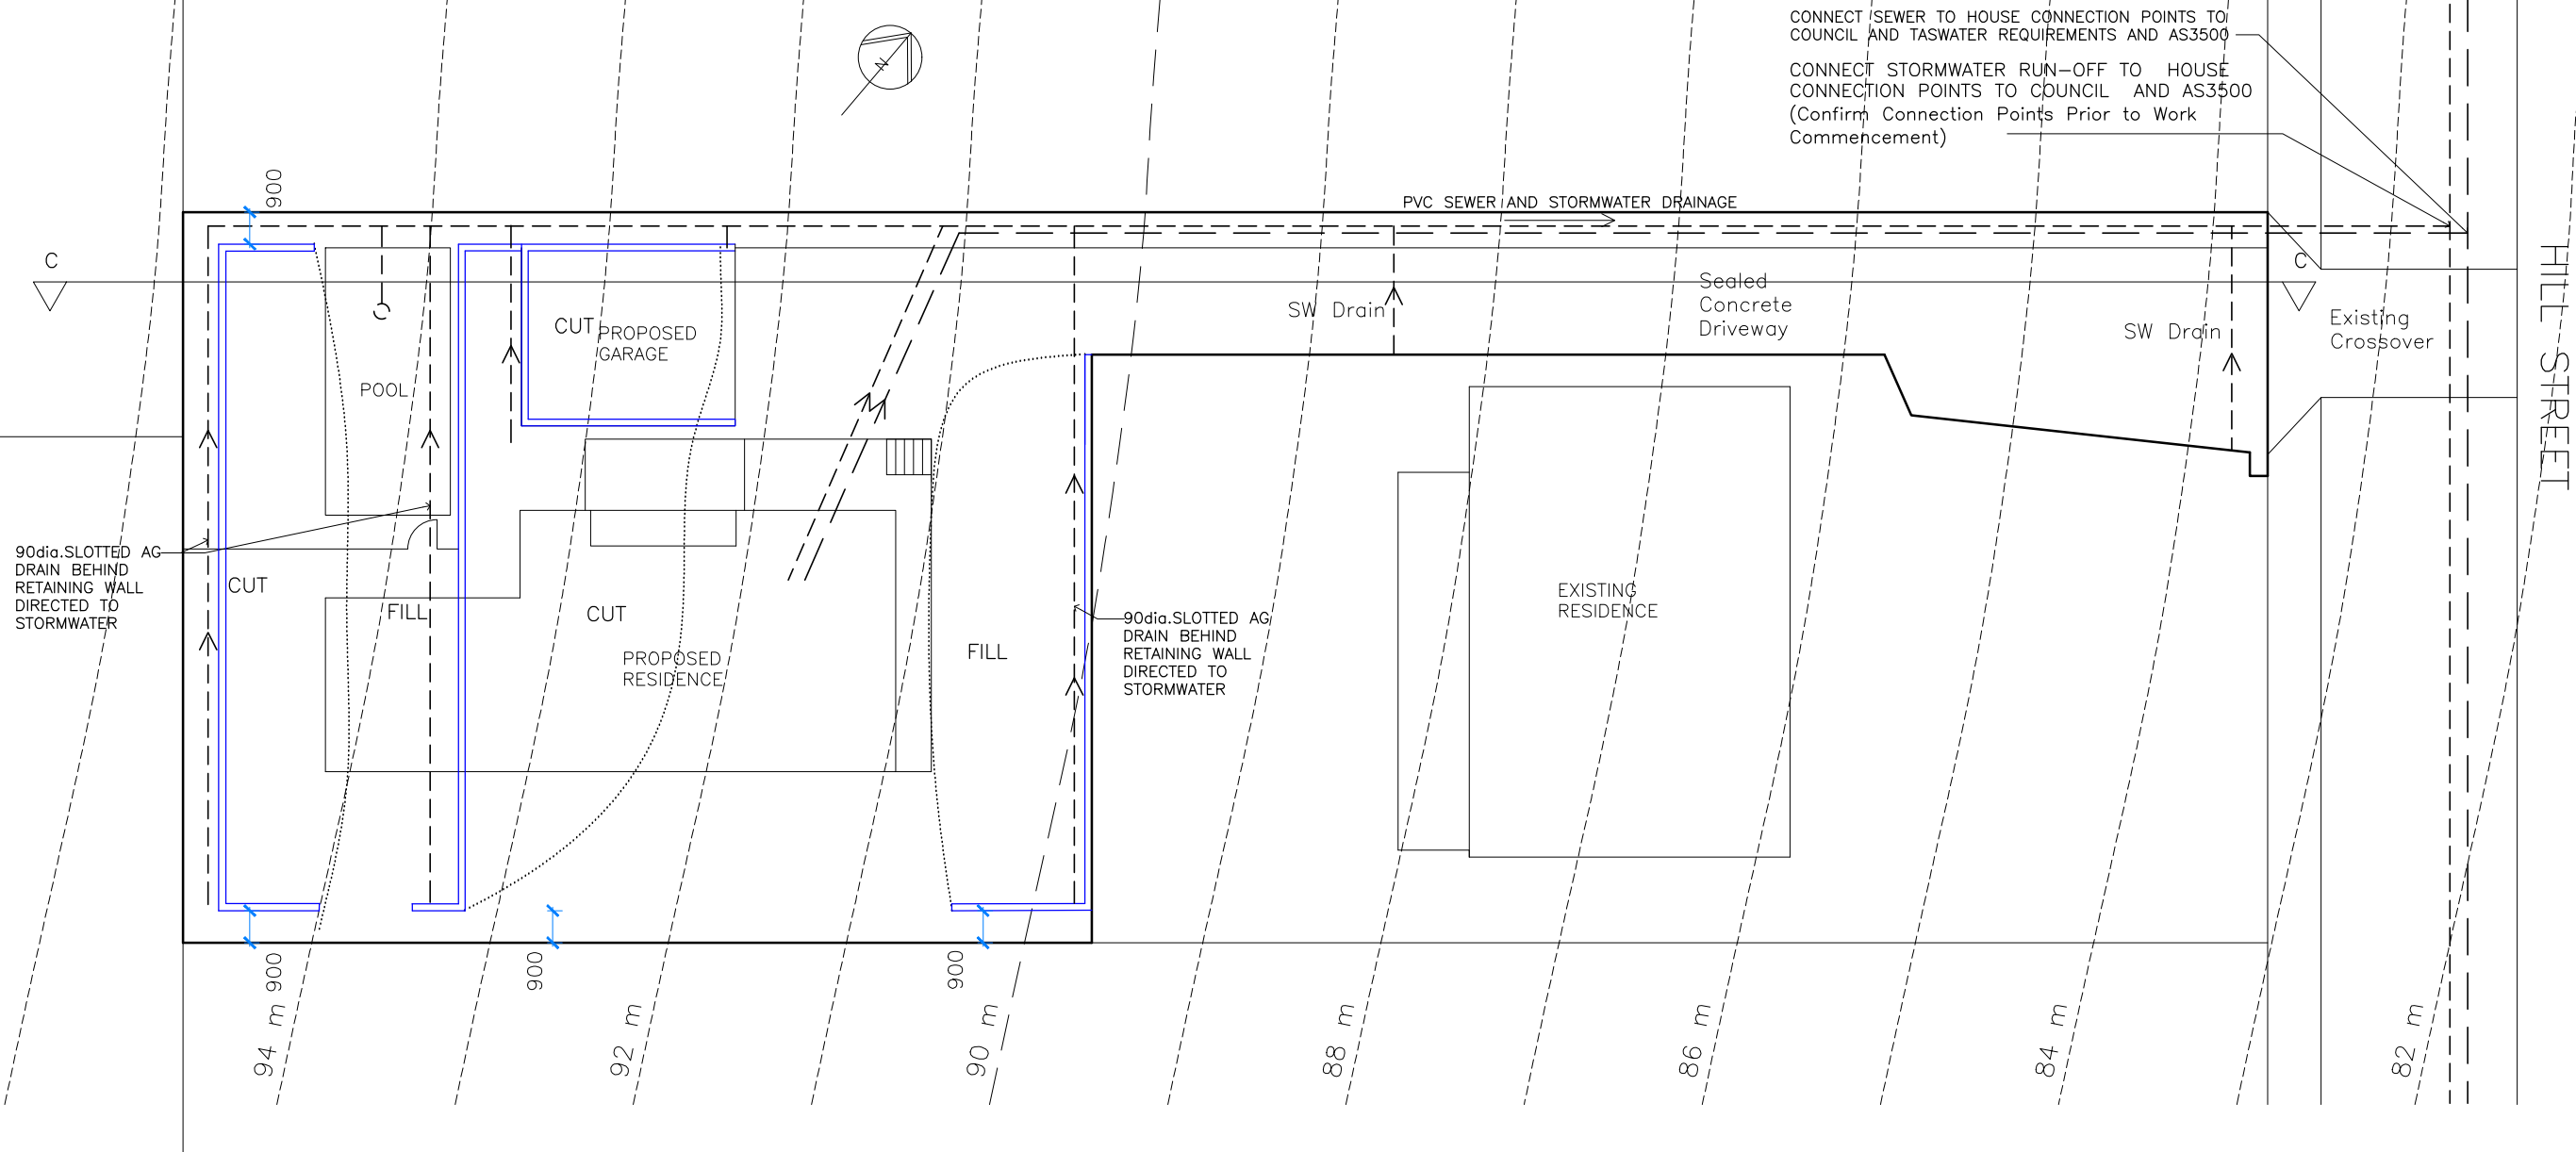 CONNECT SEWER TO HOUSE CONNECTION POINTS TO
COUNCIL AND TASWATER REQUIREMENTS AND AS3500
CONNECT STORMWATER RUN-OFF TO HOUSE
CONNECTION POINTS TO COUNCIL AND AS3500
(Confirm Connection Points Prior to Work
Commencement)
N
900
PVC SEWER AND STORMWATER DRAINAGE
C
C
HILL STREET
Sealed
Concrete
Driveway
SW Drain
SW Drain
Existing
Crossover
CUT
PROPOSED
GARAGE
POOL
90dia.SLOTTED AG
DRAIN BEHIND
RETAINING WALL
DIRECTED TO
STORMWATER
CUT
FILL
CUT
PROPOSED
RESIDENCE
FILL
90dia.SLOTTED AG
DRAIN BEHIND
RETAINING WALL
DIRECTED TO
STORMWATER
EXISTING
RESIDENCE
900
900
900
94 m
92 m
90 m
88 m
86 m
84 m
82 m